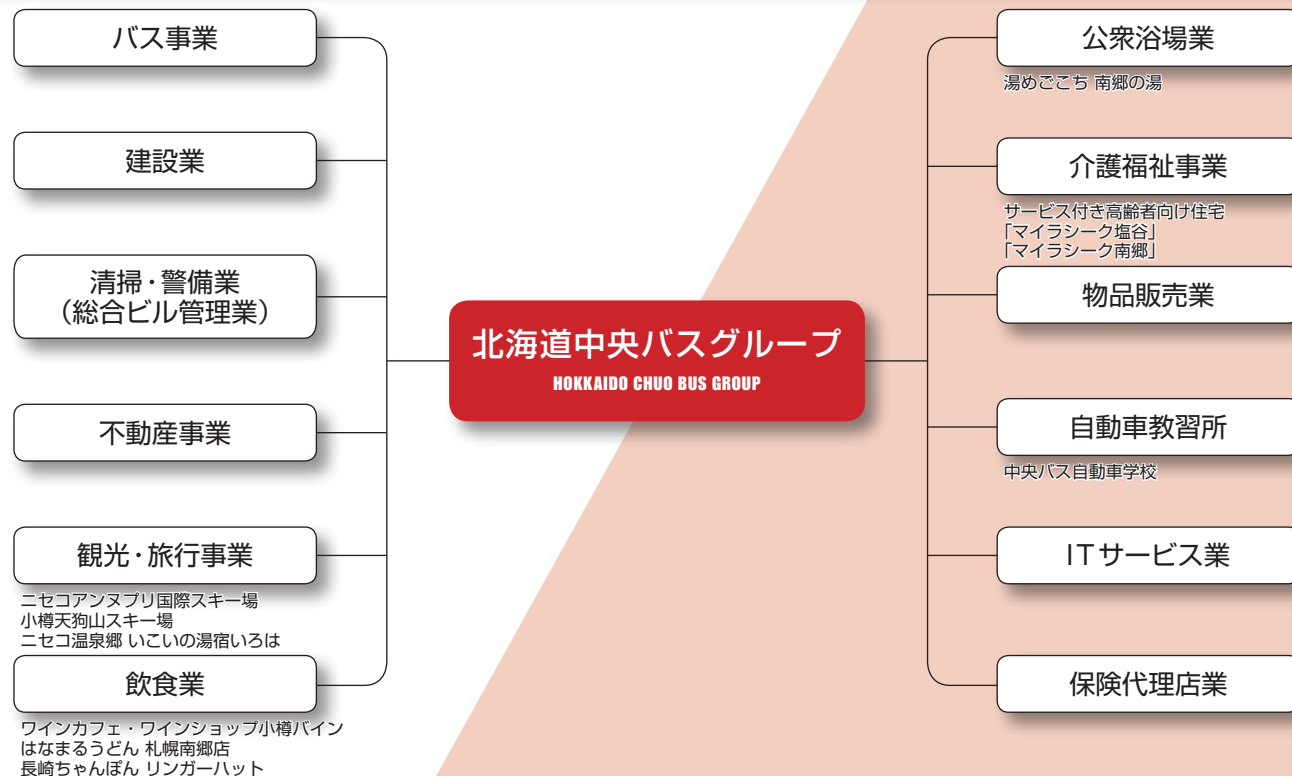 バス事業
建設業
清掃・警備業
（総合ビル管理業）
不動産事業
観光・旅行事業
ニセコアンヌプリ国際スキー場
小樽天狗山スキー場
ニセコ温泉郷 いこいの湯宿いろは
飲食業
ワインカフェ・ワインショップ小樽バイン
はなまるうどん 札幌南郷店
長崎ちゃんぽん リンガーハット
北海道中央バスグループ
HOKKAIDO CHUO BUS GROUP
公衆浴場業
湯めごこち 南郷の湯
介護福祉事業
サービス付き高齢者向け住宅
「マイラシーク塩谷」
「マイラシーク南郷」
物品販売業
自動車教習所
中央バス自動車学校
ITサービス業
保険代理店業